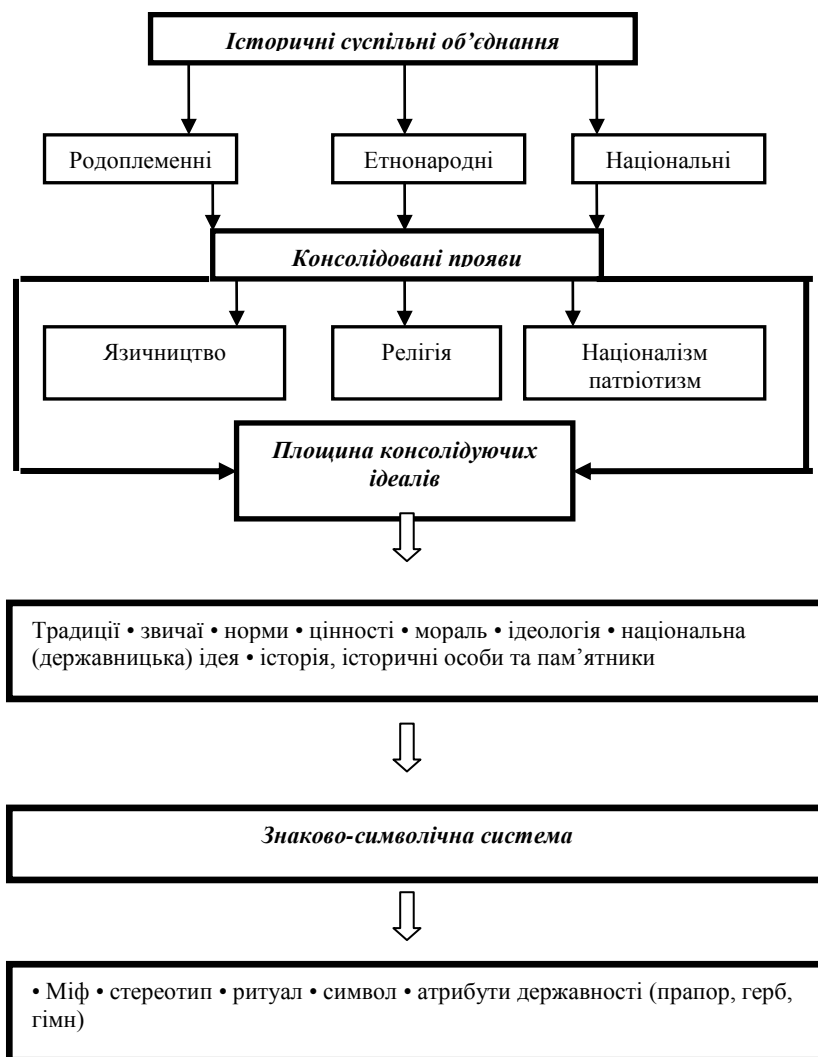 Історичні суспільні об’єднання
Родоплеменні
Етнонародні
Національні
Консолідовані прояви
Язичництво
Релігія
Націоналізм
патріотизм
Площина консолідуючих
ідеалів
Традиції • звичаї • норми • цінності • мораль • ідеологія • національна
(державницька) ідея • історія, історичні особи та пам’ятники
Знаково-символічна система
• Міф • стереотип • ритуал • символ • атрибути державності (прапор, герб,
гімн)